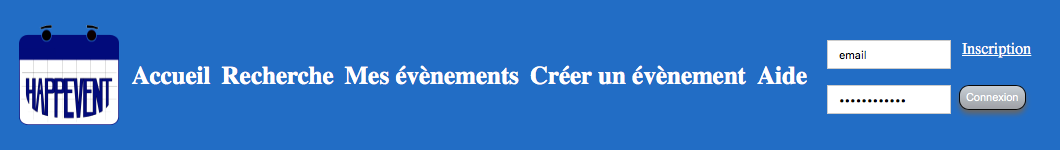 HAPPEVENT
Accueil Recherche Mes évènements Créer un évènement Aide
email
Inscription
••••••••••••
Connexion